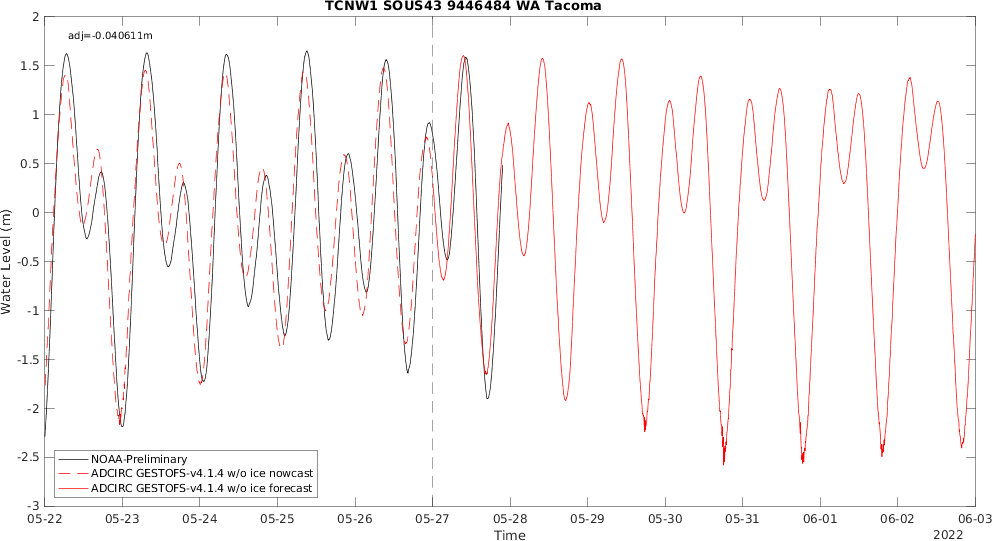 TCNW1 SOUS43 9446484 WA Tacoma
adj=-0.040611m
2
1.5
1
0.5
0
-0.5
-1
-1.5
-2
-2.5
-3
Water Level (m)
NOAA-Preliminary
ADCIRC GESTOFS-v4.1.4 w/o ice nowcast
ADCIRC GESTOFS-v4.1.4 w/o ice forecast
05-22 05-23 05-24 05-25 05-26 05-27 05-28 05-29 05-30 05-31 06-01 06-02 06-03
Time
2022